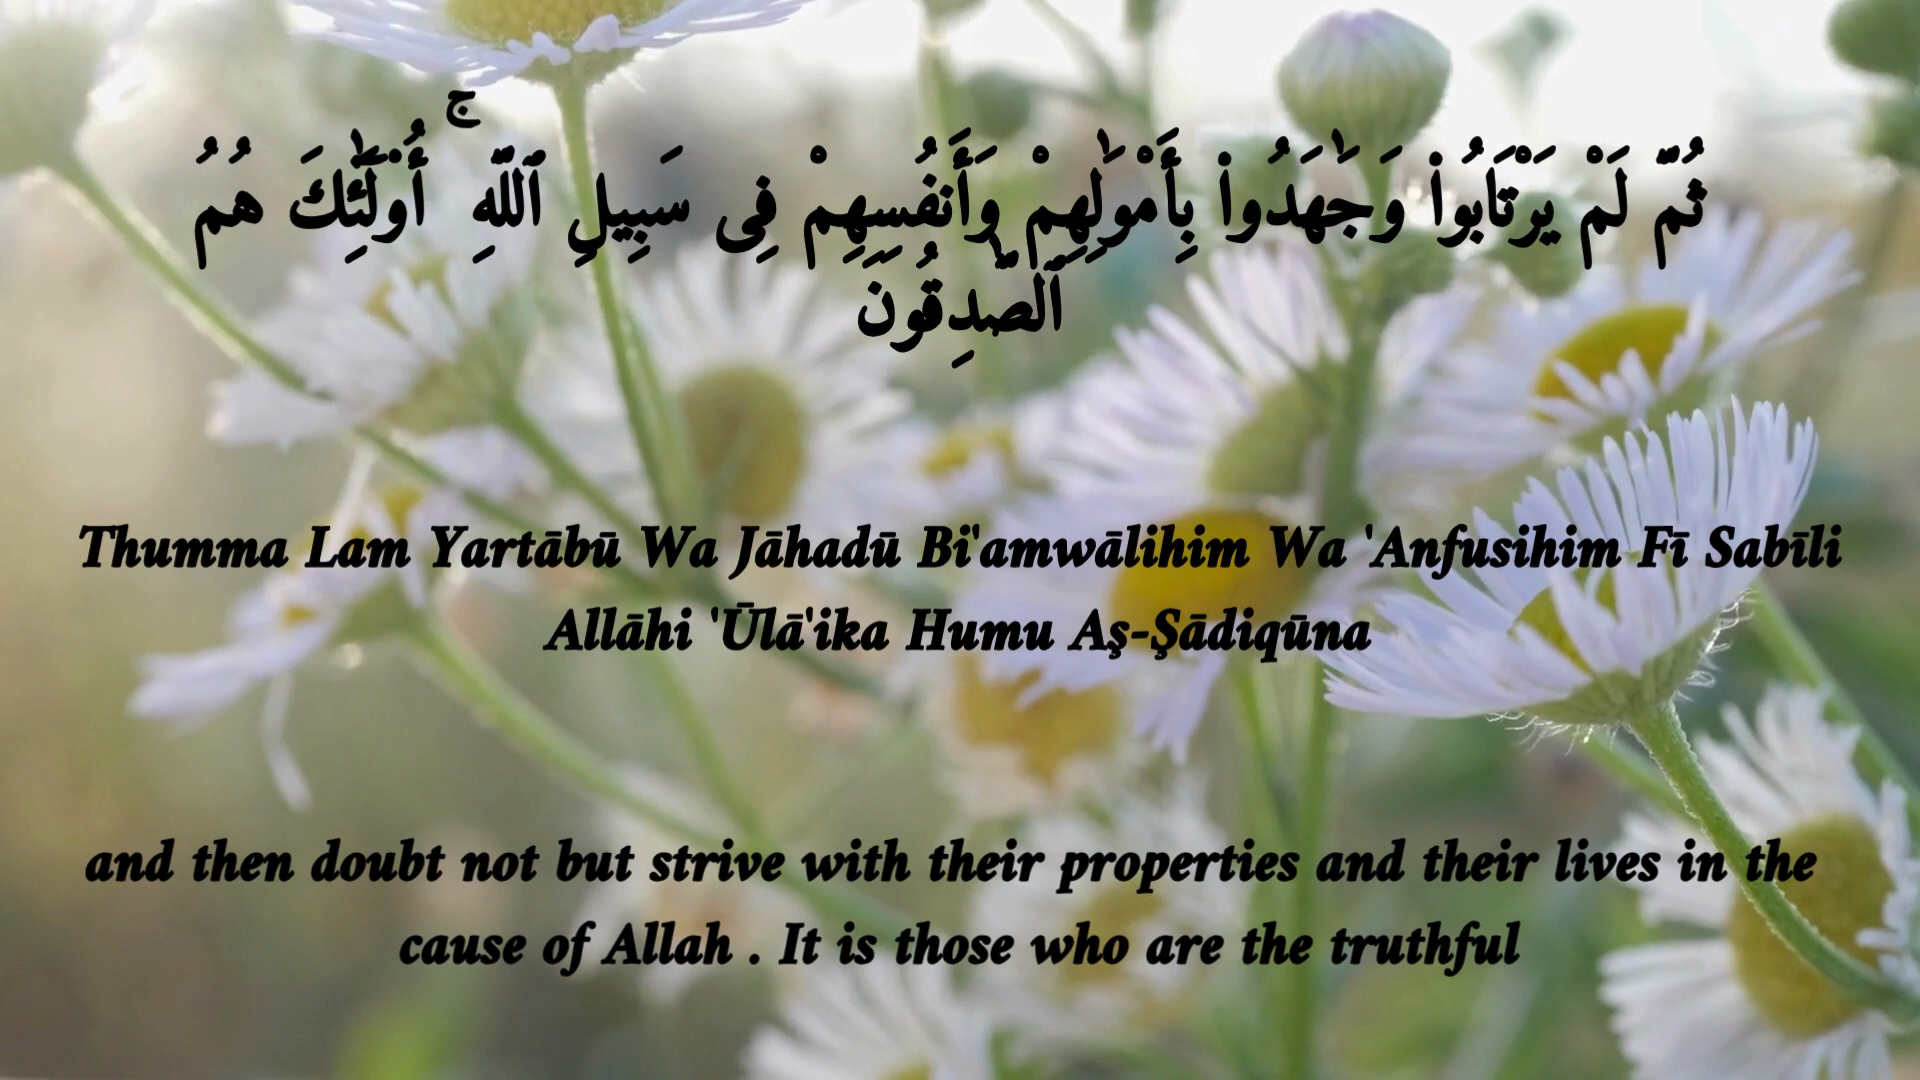 ثُمَّ لَمْ يَرْتَابُوا۟ وَجَٰهَدُوا۟ بِأَمْوَٰلِهِمْ وَأَنفُسِهِمْ فِى سَبِيلِ ٱللَّهِ ۚ أُو۟لَٰٓئِكَ هُمُ
ٱلصَّٰدِقُونَ
Thumma Lam Yartābū Wa Jāhadū Bi'amwālihim Wa 'Anfusihim Fī Sabīli
Allāhi 'Ūlā'ika Humu Aş-Şādiqūna
and then doubt not but strive with their properties and their lives in the
cause of Allah . It is those who are the truthful